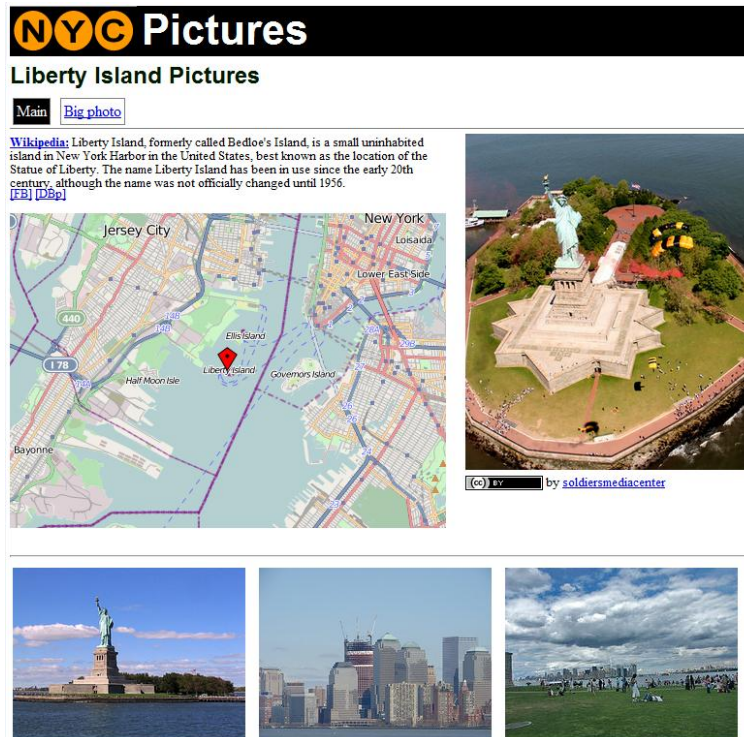 NYC Pictures
Liberty Island Pictures
Main Big photo
Wikipedia: Liberty Island, formerly called Bedloe's Island, is a small uninhabited
island in New York Harbor in the United States, best known as the location of the
Statue of Liberty. The name Liberty Island has been in use since the early 20th
century, although the name was not officially changed until 1956.
[FB] [DBp]
New York
Jersey City
Loisaida
Lower East Side
440
14B
14B
78A
Ellis Island
29B
I 78
Liberty Island
Governors Island
Half Moon Isle
Bayonne
(cc) BY by soldiersmediacenter